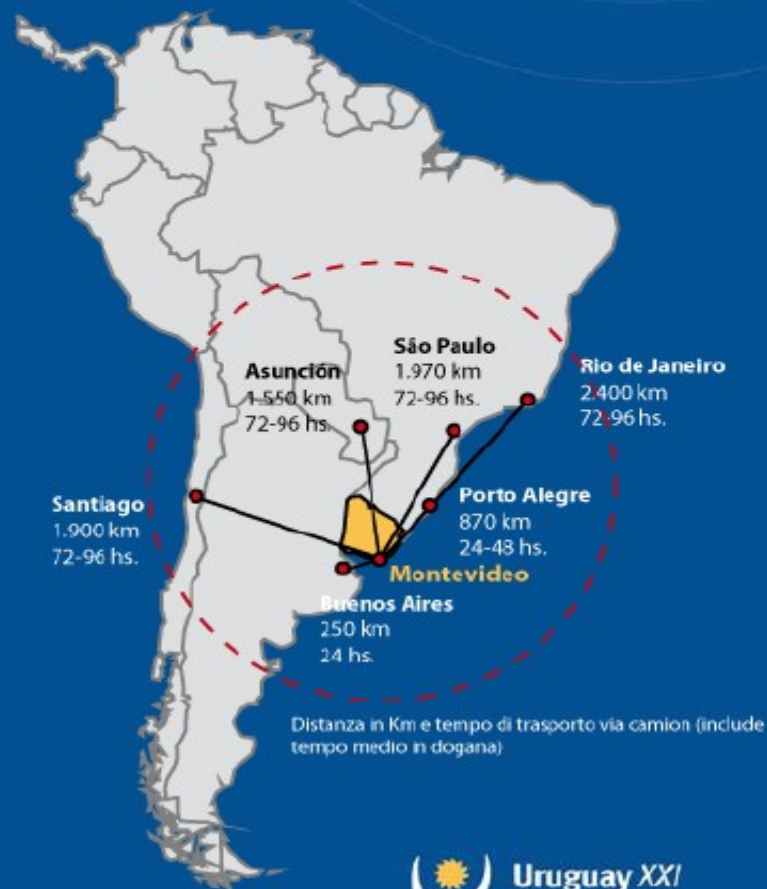 São Paulo
1.970 km
72-96 hs.
Asunción
1.550 km
72-96 hs.
Rio de Janeiro
2.400 km
72-96 hs.
Santiago
1.900 km
72-96 hs.
Porto Alegre
870 km
24-48 hs.
Montevideo
Buenos Aires
250 km
24 hs.
Distanza in Km e tempo di trasporto via camion (include
tempo medio in dogana)
Uruguay XXI